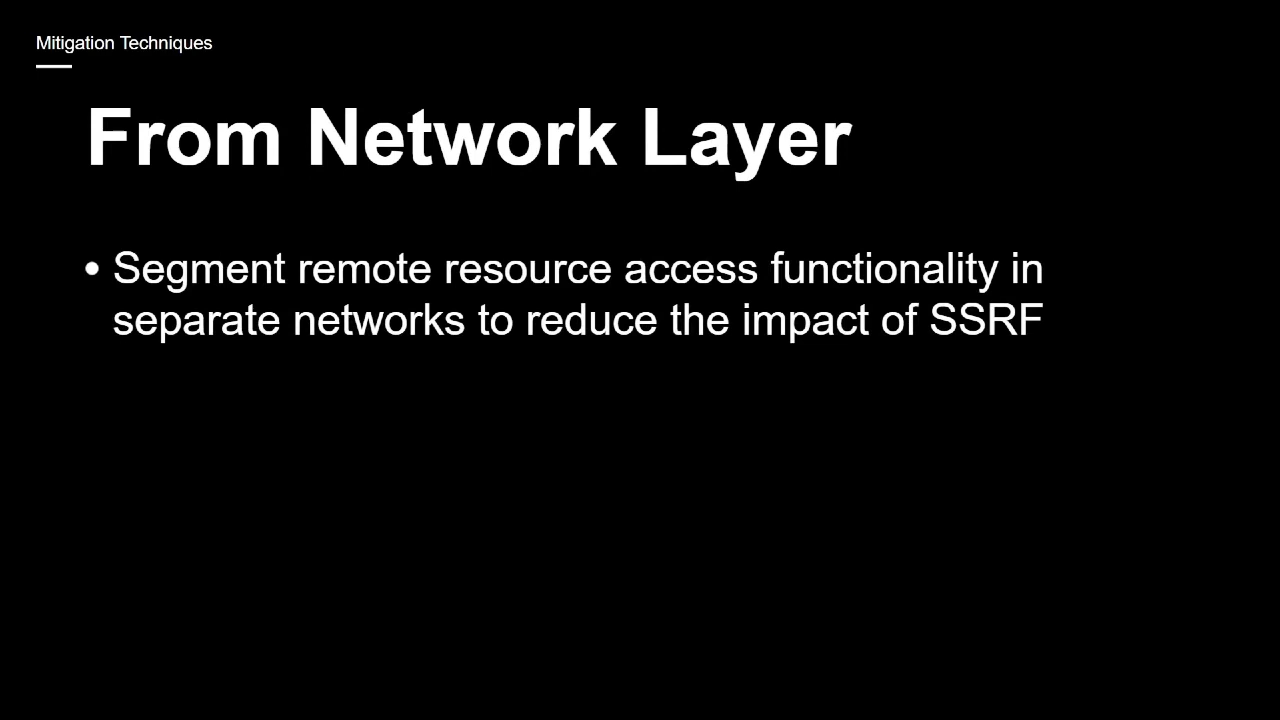 Mitigation Techniques
From Network Layer
• Segment remote resource access functionality in
separate networks to reduce the impact of SSRF